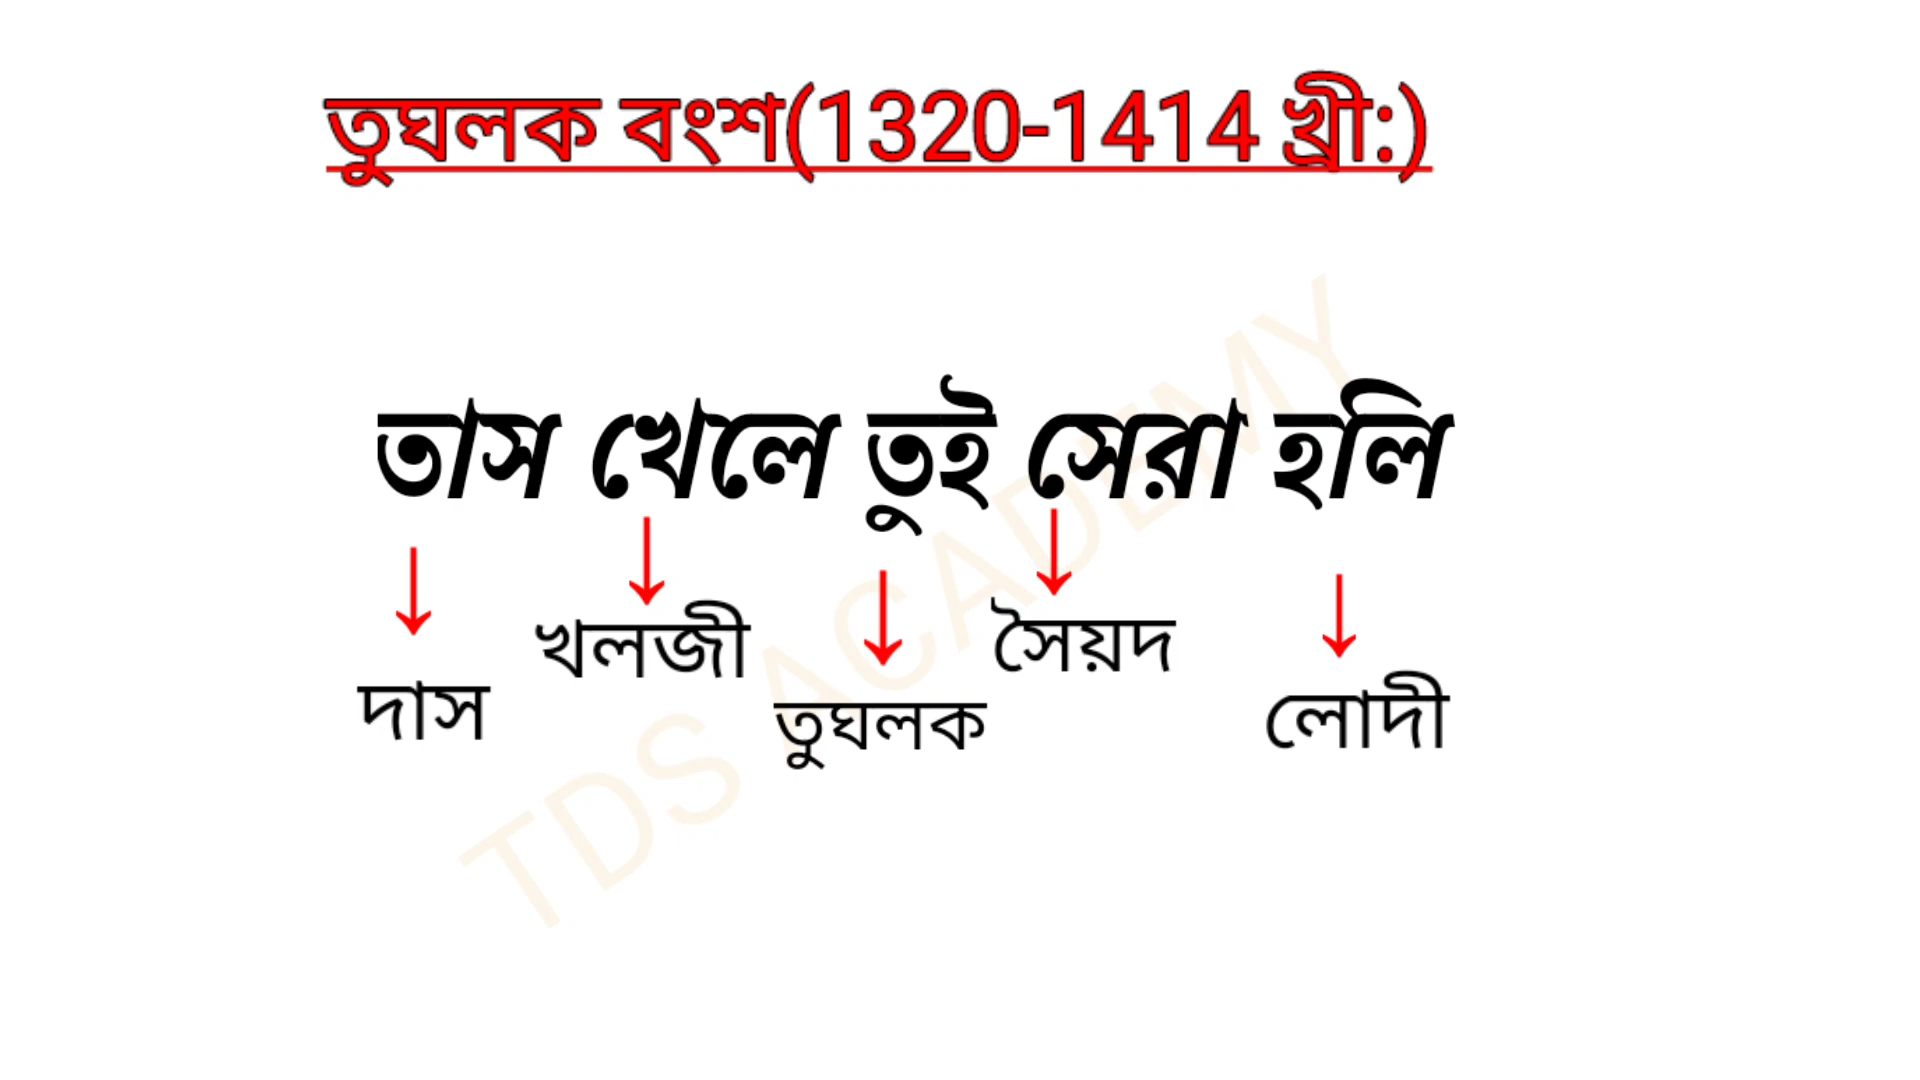 তুঘলক বংশ(1320-1414 খ্রী:)
তাস খেলে তুই সেরা হলি
↓ ↓ ↓ ↓ ↓
দাস খলজী তুঘলক সৈয়দ লোদী
TDS ACADEMY